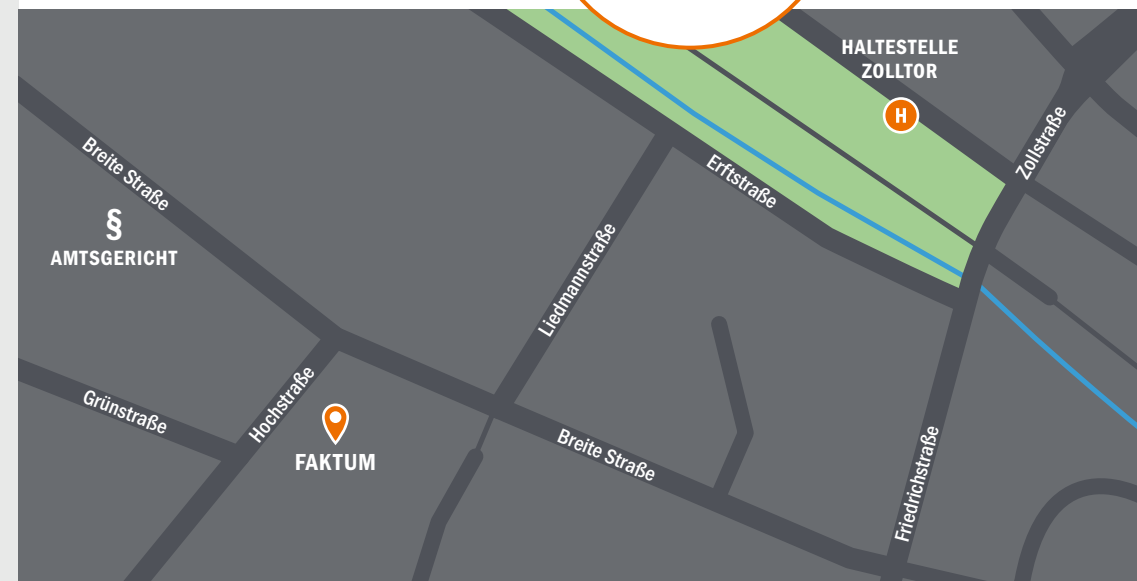 HALTESTELLE
ZOLLTOR
H
Zollstraße
Breite Straße
Erftstraße
§
AMTSGERICHT
Liedmannstraße
Grünstraße
Hochstraße
FAKTUM
Breite Straße
Friedrichstraße